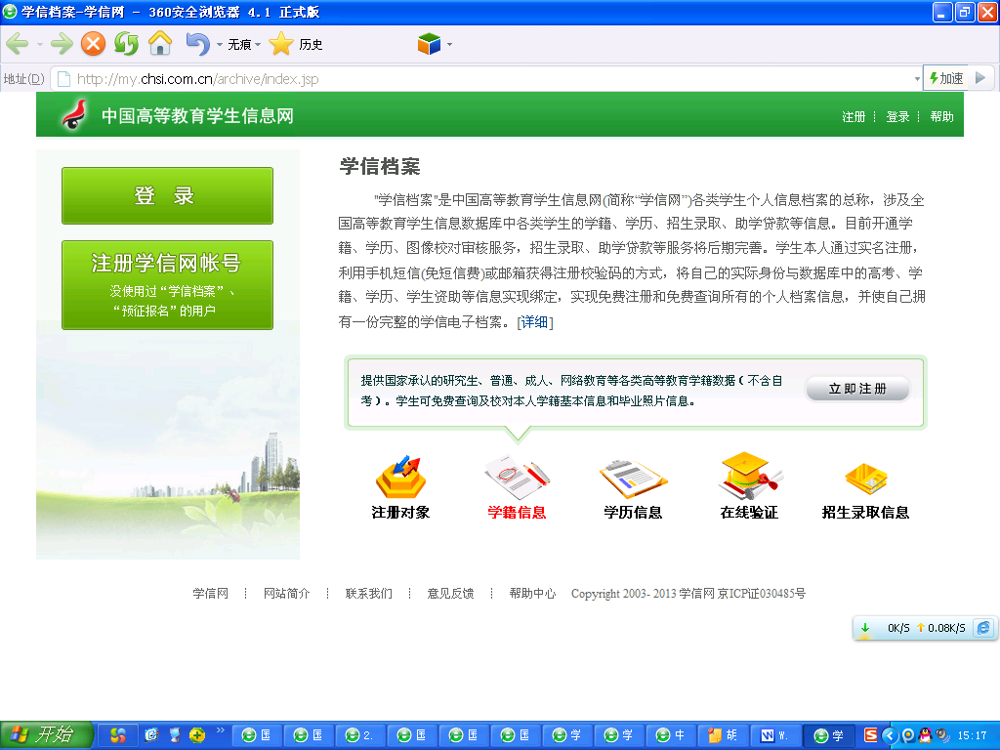 学信档案-学信网 - 360安全浏览器 4.1 正式版
无痕
历史
地址(D)
http://my.chsi.com.cn/archive/index.jsp
加速
中国高等教育学生信息网
注册
登录
帮助
登 录
注册学信网帐号
没使用过“学信档案”、
“预征报名”的用户
学信档案
"学信档案"是中国高等教育学生信息网(简称“学信网”)各类学生个人信息档案的总称，涉及全
国高等教育学生信息数据库中各类学生的学籍、学历、招生录取、助学贷款等信息。目前开通学
籍、学历、图像校对审核服务，招生录取、助学贷款等服务将后期完善。学生本人通过实名注册，
利用手机短信(免短信费)或邮箱获得注册校验码的方式，将自己的实际身份与数据库中的高考、学
籍、学历、学生资助等信息实现绑定，实现免费注册和免费查询所有的个人档案信息，并使自己拥
有一份完整的学信电子档案。[详细]
提供国家承认的研究生、普通、成人、网络教育等各类高等教育学籍数据（不含自
考）。学生可免费查询及校对本人学籍基本信息和毕业照片信息。
立即注册
注册对象
学籍信息
学历信息
在线验证
招生录取信息
学信网
网站简介
联系我们
意见反馈
帮助中心
Copyright 2003- 2013 学信网 京ICP证030485号
0K/S
0.08K/S
开始
国
国
2.
国
国
国
学
学
中
胡
W.
学
15:17